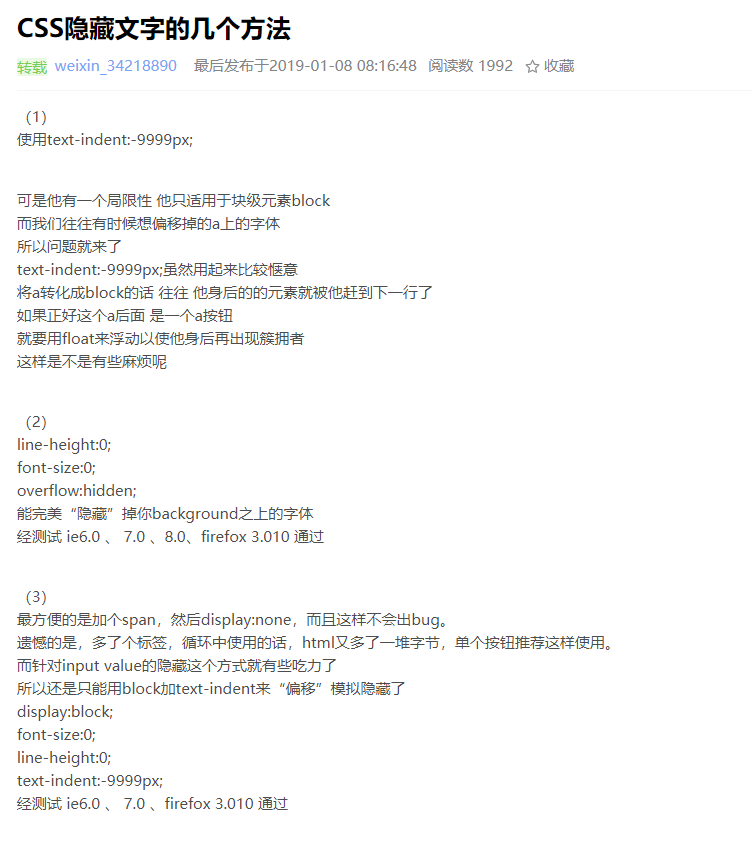 CSS隐藏文字的几个方法
转载 weixin_34218890 最后发布于2019-01-08 08:16:48 阅读数 1992 收藏
（1）
使用text-indent:-9999px;
可是他有一个局限性 他只适用于块级元素block
而我们往往有时候想偏移掉的a上的字体
所以问题就来了
text-indent:-9999px;虽然用起来比较惬意
将a转化成block的话 往往 他身后的的元素就被他赶到下一行了
如果正好这个a后面 是一个a按钮
就要用float来浮动以使他身后再出现簇拥者
这样是不是有些麻烦呢
（2）
line-height:0;
font-size:0;
overflow:hidden;
能完美“隐藏”掉你background之上的字体
经测试 ie6.0 、 7.0 、8.0、firefox 3.010 通过
（3）
最方便的是加个span，然后display:none，而且这样不会出bug。
遗憾的是，多了个标签，循环中使用的话，html又多了一堆字节，单个按钮推荐这样使用。
而针对input value的隐藏这个方式就有些吃力了
所以还是只能用block加text-indent来“偏移”模拟隐藏了
display:block;
font-size:0;
line-height:0;
text-indent:-9999px;
经测试 ie6.0 、 7.0 、firefox 3.010 通过